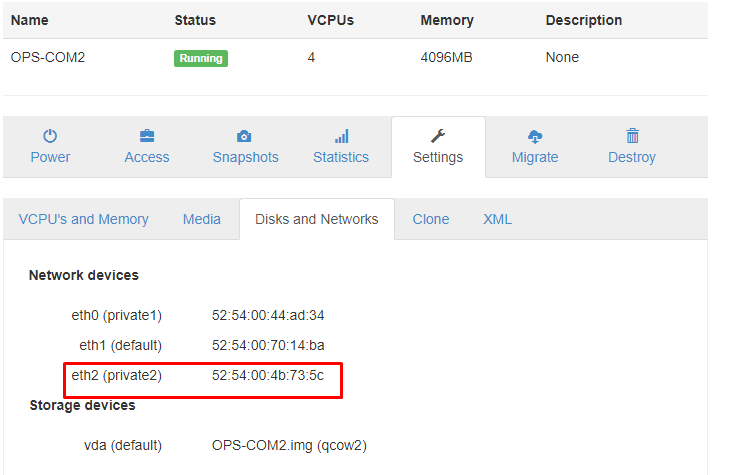 Name Status VCPUs Memory Description
OPS-COM2 Running 4 4096MB None
Power Access Snapshots Statistics Settings Migrate Destroy
VCPU's and Memory Media Disks and Networks Clone XML
Network devices
eth0 (private1) 52:54:00:44:ad:34
eth1 (default) 52:54:00:70:14:ba
eth2 (private2) 52:54:00:4b:73:5c
Storage devices
vda (default) OPS-COM2.img (qcow2)